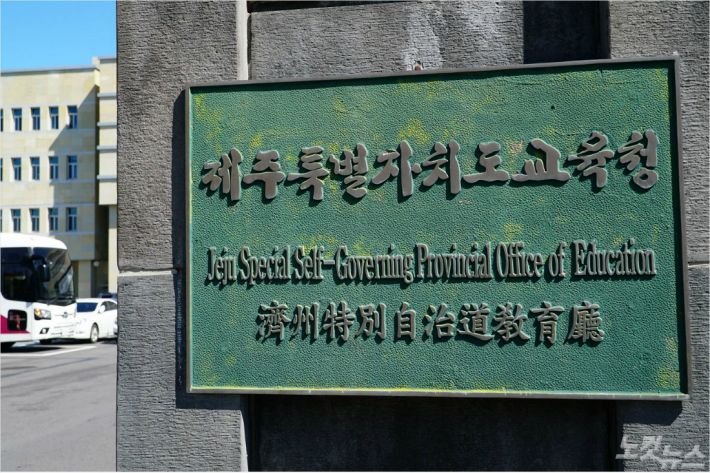 제주특별자치도교육청
Jeju Special Self-Governing Provincial Office of Education
濟州特別自治道敎育廳
노컷뉴스